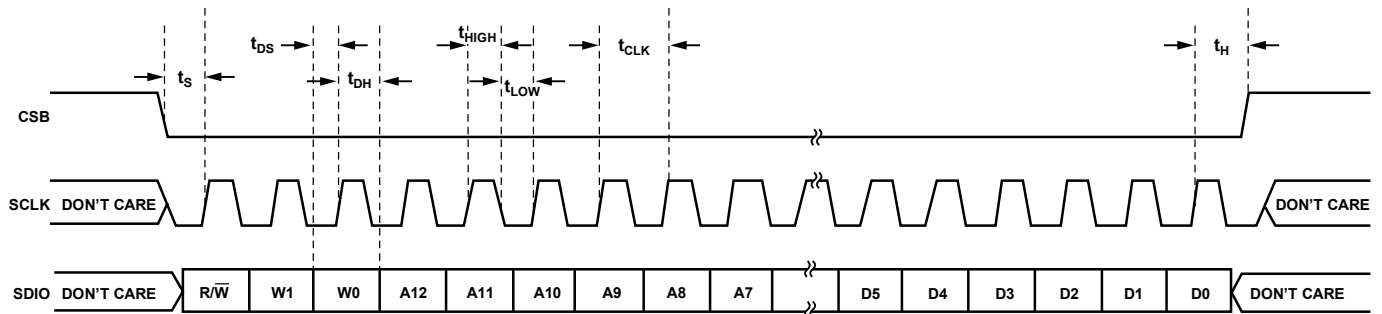 tDS
tHIGH
tCLK
tH
tS
tDH
tLOW
CSB
SCLK DON'T CARE
DON'T CARE
SDIO DON'T CARE R/W̅ W1 W0 A12 A11 A10 A9 A8 A7 D5 D4 D3 D2 D1 D0 DON'T CARE